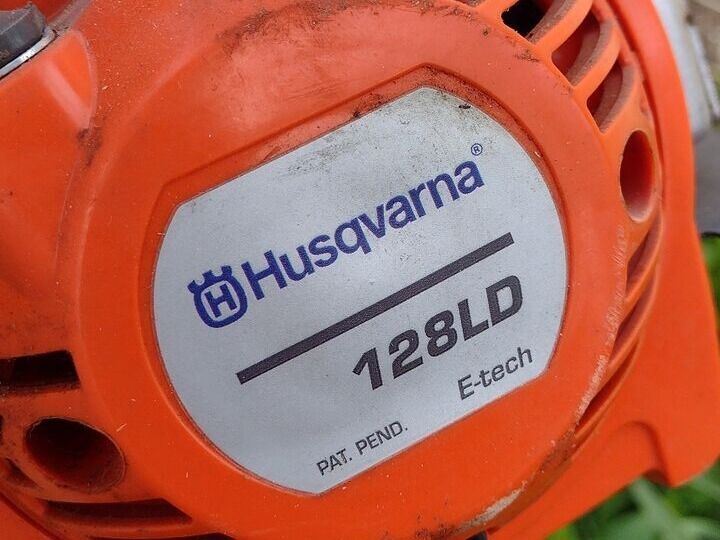 Husqvarna®
128LD
E-tech
PAT. PEND.